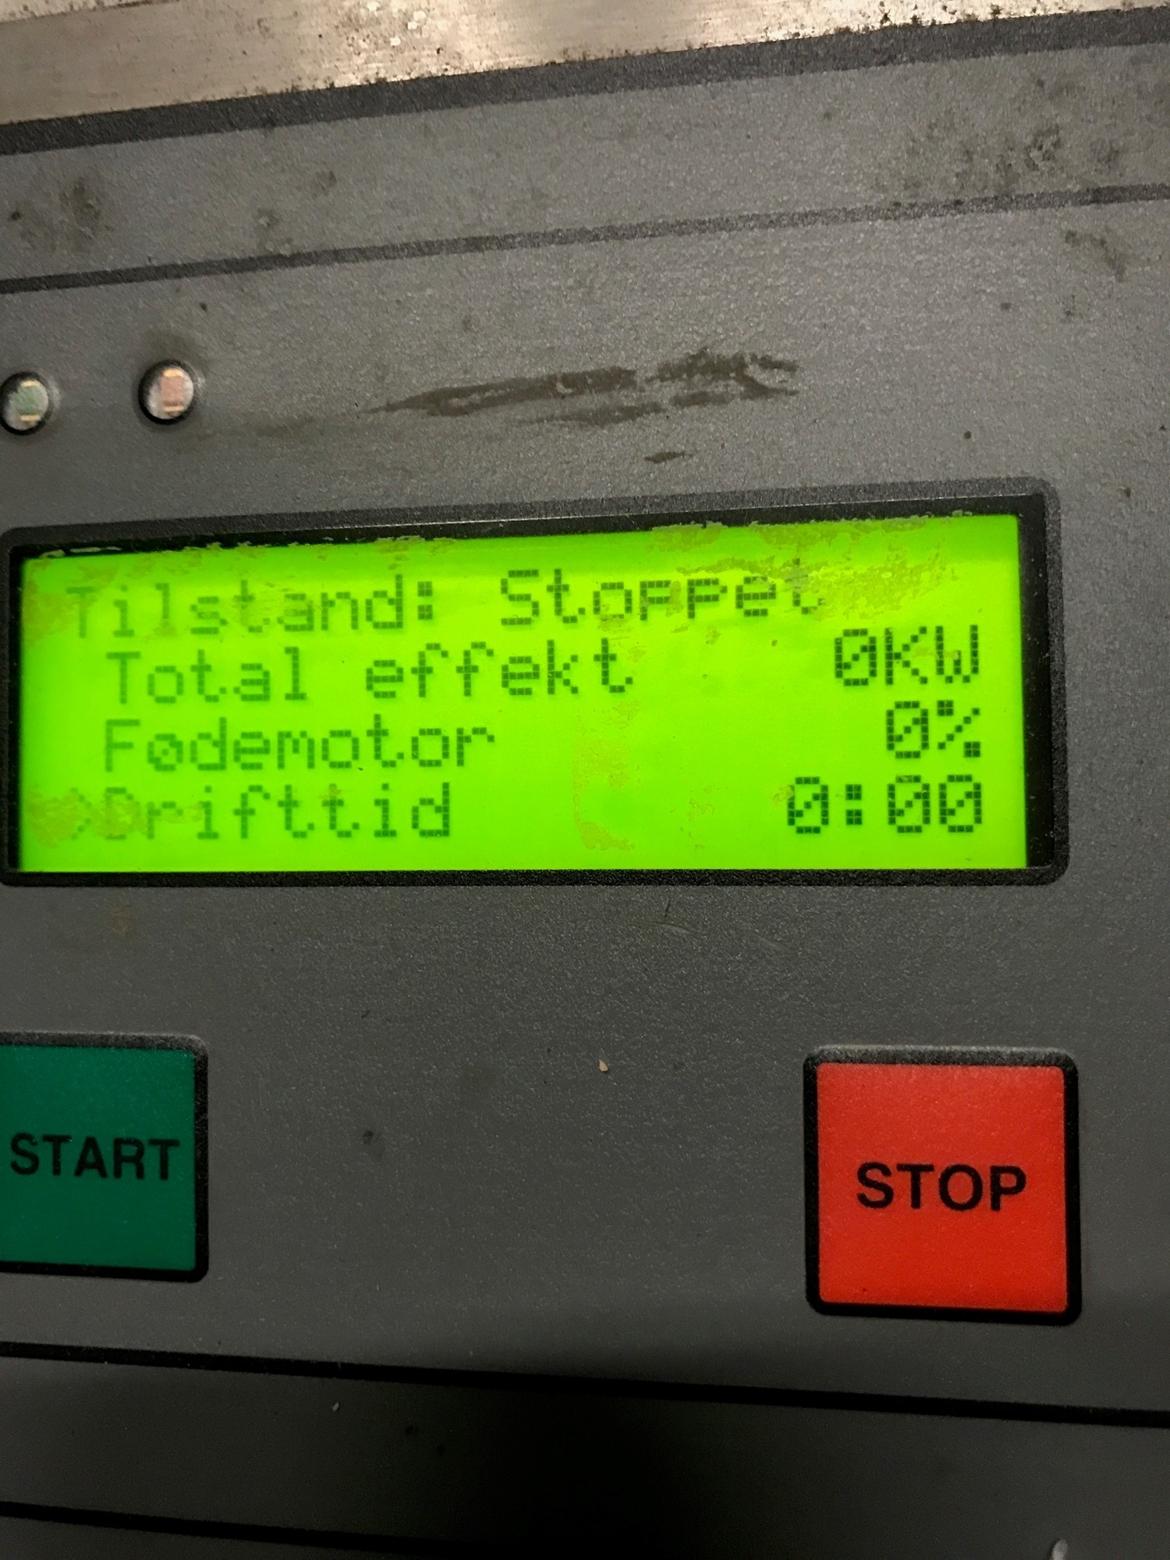 Tilstand: Stoppet
Total effekt 0KW
Fødemotor 0%
>Drifttid 0:00
START
STOP